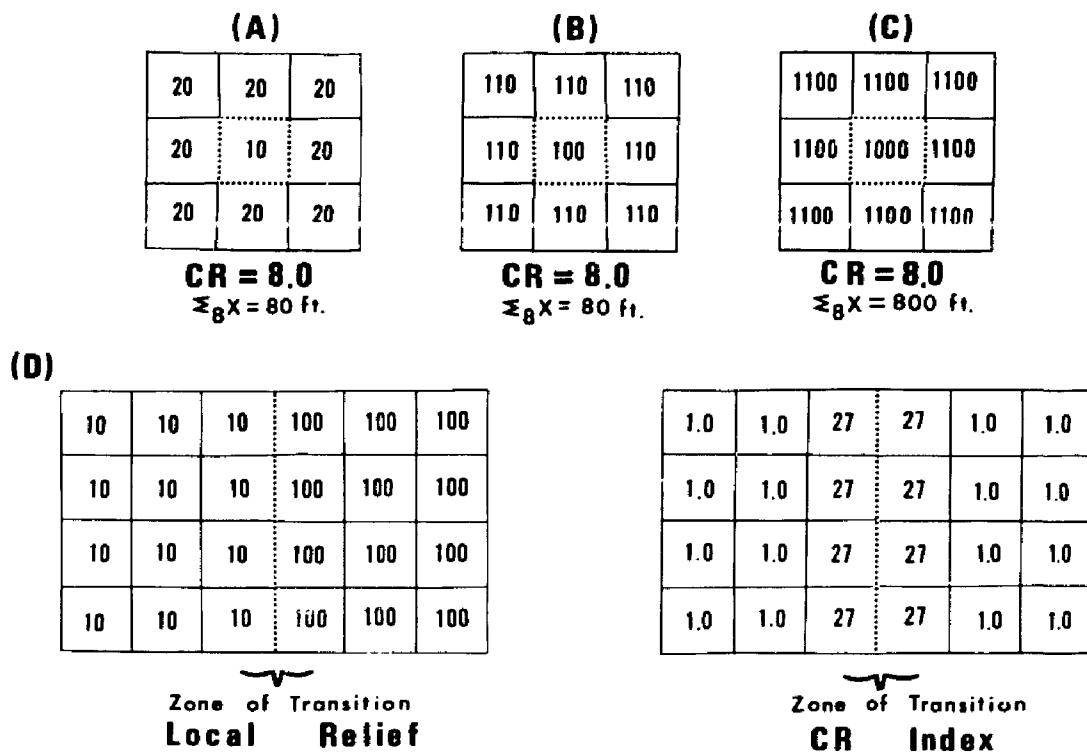 (A) (B) (C)
20 20 20 110 110 110 1100 1100 1100
20 10 20 110 100 110 1100 1000 1100
20 20 20 110 110 110 1100 1100 1100
CR = 8.0 CR = 8.0 CR = 8.0
Σ8X = 80 ft. Σ8X = 80 ft. Σ8X = 800 ft.
(D)
10 10 10 100 100 100 1.0 1.0 27 27 1.0 1.0
10 10 10 100 100 100 1.0 1.0 27 27 1.0 1.0
10 10 10 100 100 100 1.0 1.0 27 27 1.0 1.0
10 10 10 100 100 100 1.0 1.0 27 27 1.0 1.0
Zone of Transition Zone of Transition
Local Relief CR Index